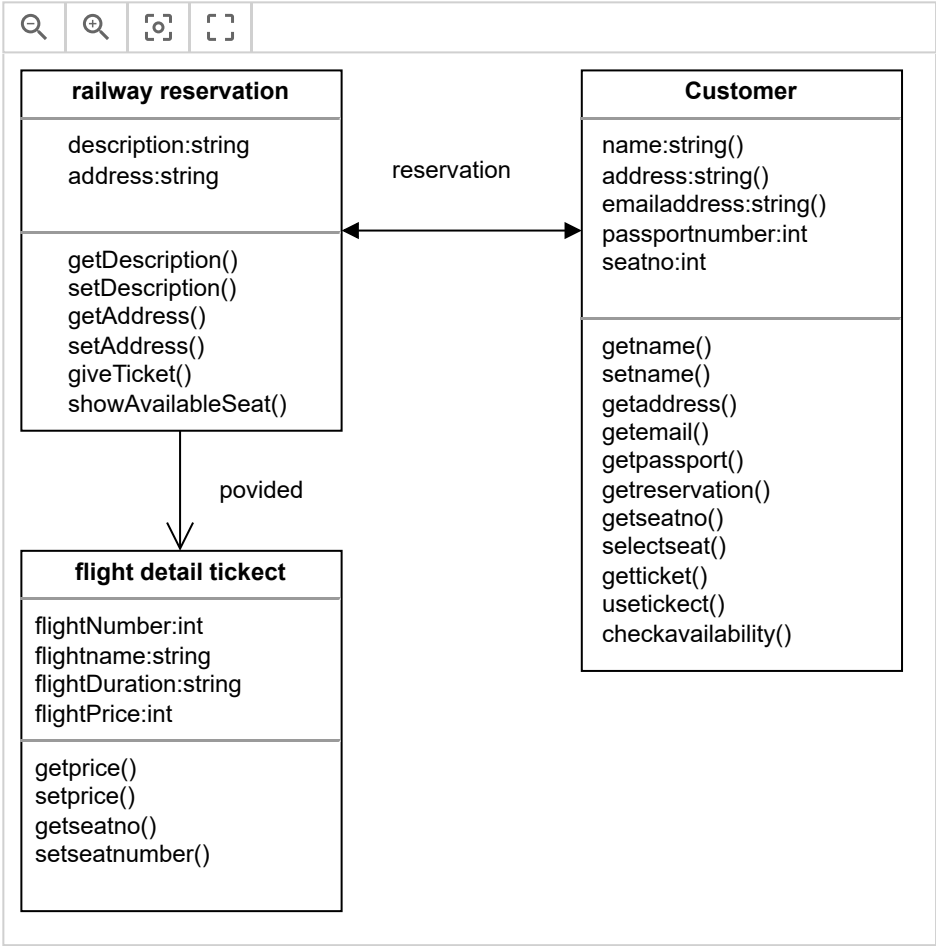 railway reservation
description:string
address:string
getDescription()
setDescription()
getAddress()
setAddress()
giveTicket()
showAvailableSeat()
reservation
Customer
name:string()
address:string()
emailaddress:string()
passportnumber:int
seatno:int
getname()
setname()
getaddress()
getemail()
getpassport()
getreservation()
getseatno()
selectseat()
getticket()
usetickect()
checkavailability()
povided
flight detail tickect
flightNumber:int
flightname:string
flightDuration:string
flightPrice:int
getprice()
setprice()
getseatno()
setseatnumber()